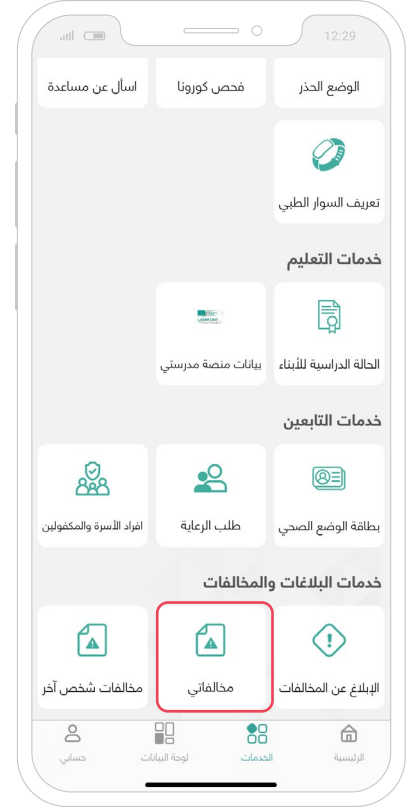 12:29
الوضع الحذر
فحص كورونا
اسأل عن مساعدة
تعريف السوار الطبي
خدمات التعليم
الحالة الدراسية للأبناء
بيانات منصة مدرستي
خدمات التابعين
بطاقة الوضع الصحي
طلب الرعاية
افراد الأسرة والمكفولين
خدمات البلاغات والمخالفات
الإبلاغ عن المخالفات
مخالفاتي
مخالفات شخص آخر
الرئيسية
الخدمات
لوحة البيانات
حسابي